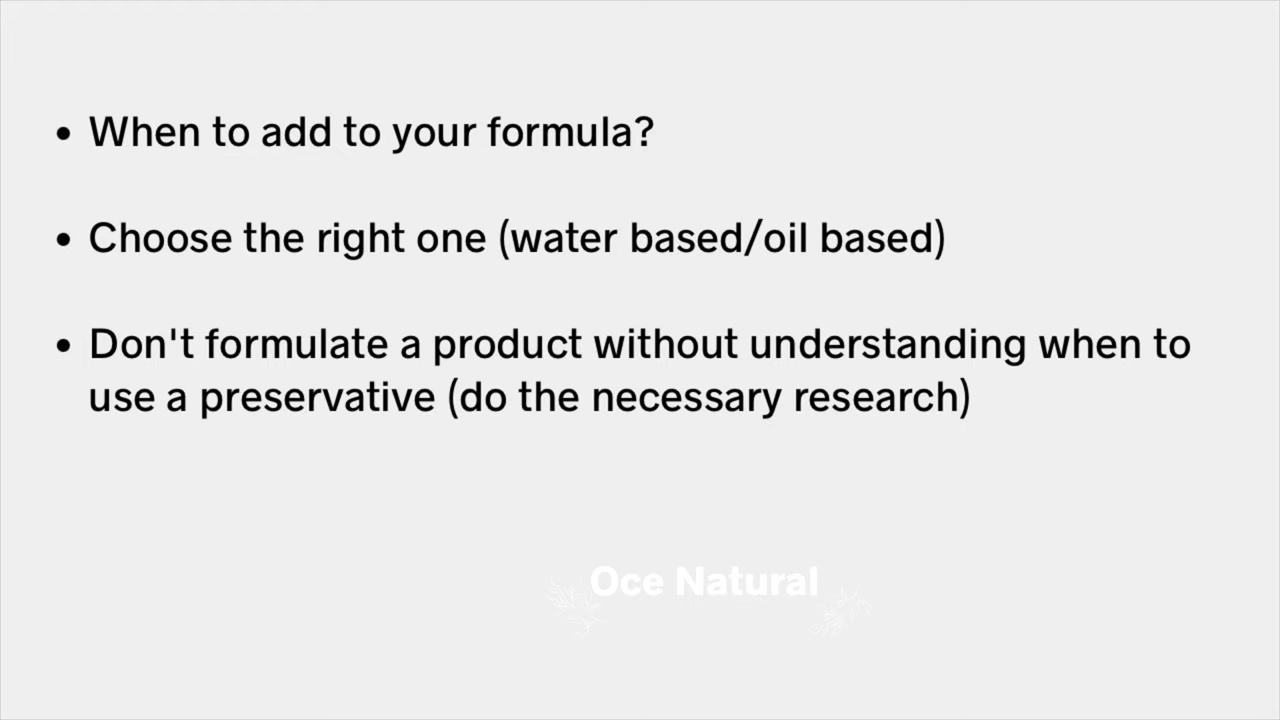 • When to add to your formula?
• Choose the right one (water based/oil based)
• Don't formulate a product without understanding when to
use a preservative (do the necessary research)
Oce Natural